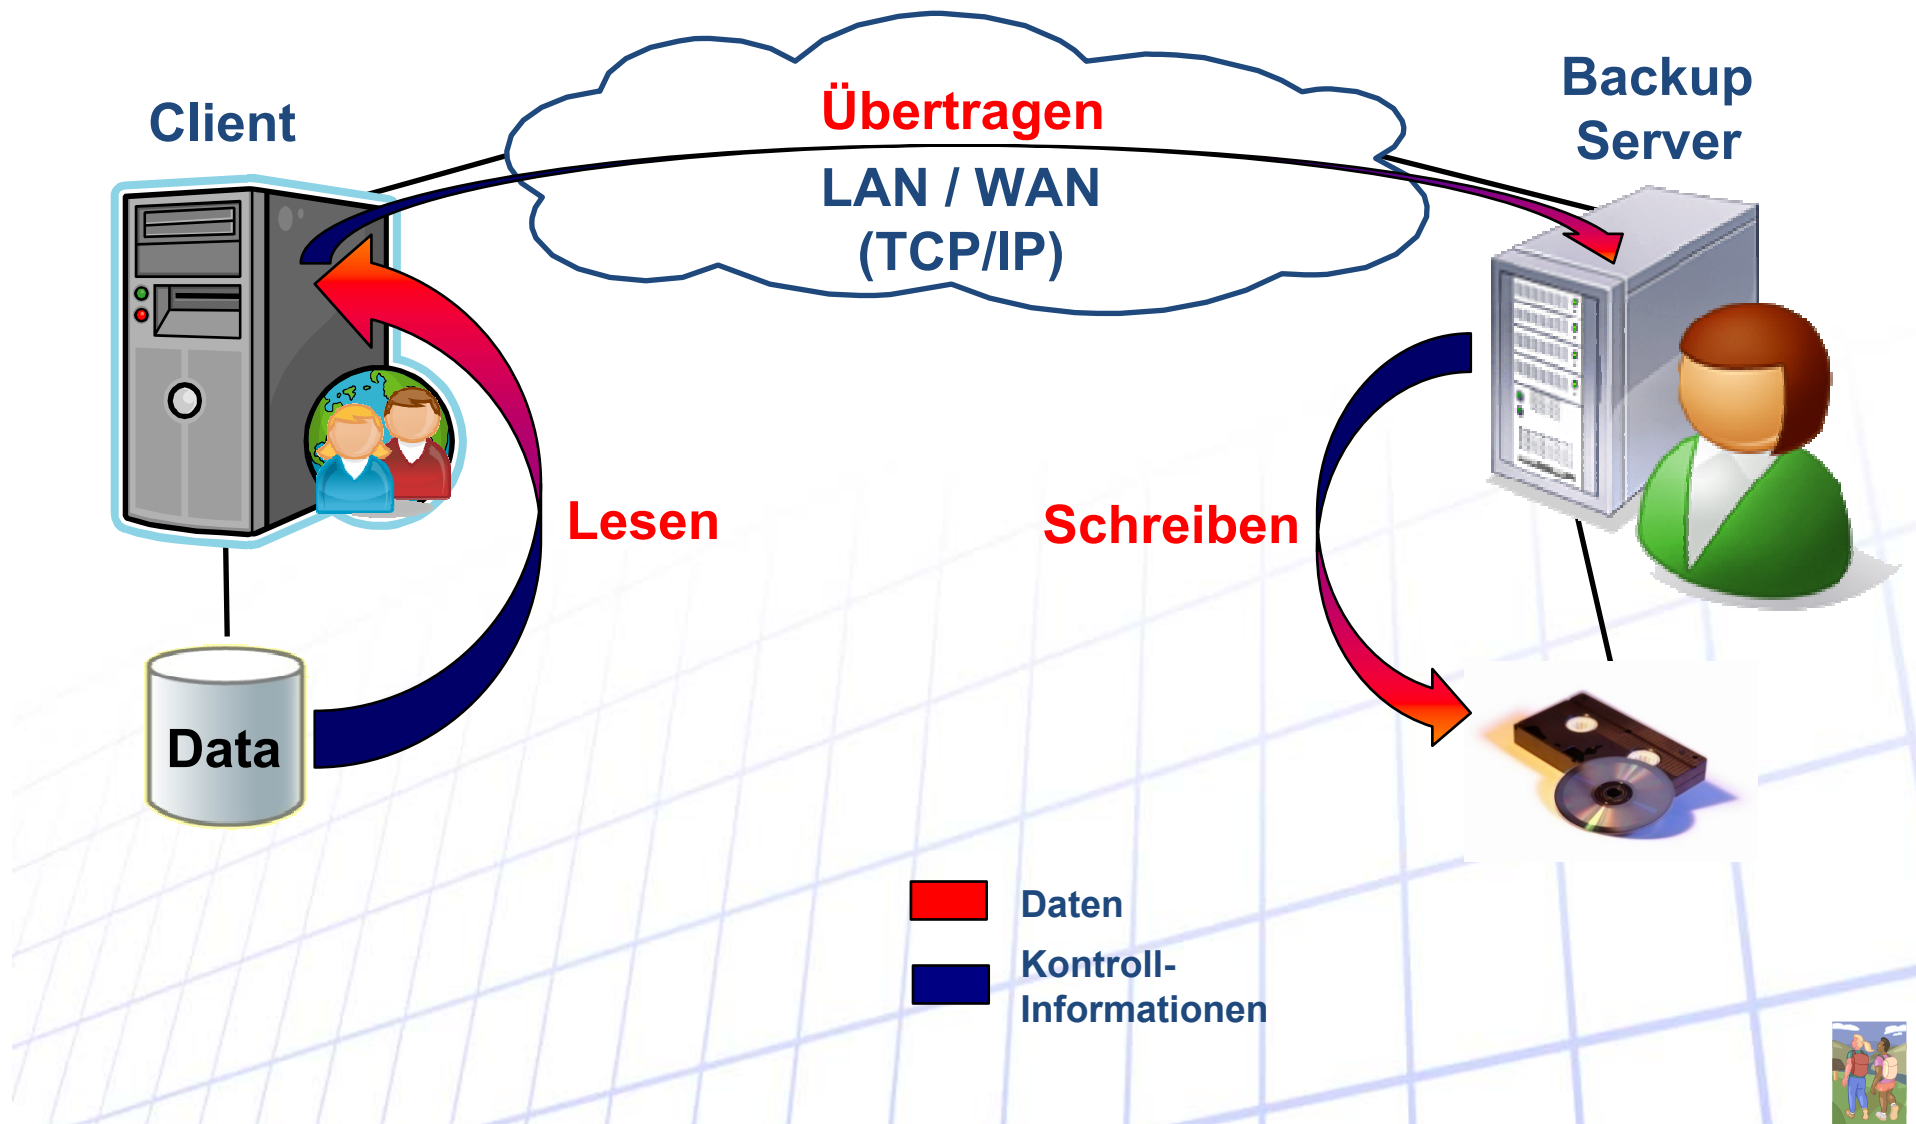 Client
Übertragen
LAN / WAN
(TCP/IP)
Backup
Server
Lesen
Schreiben
Data
Daten
Kontroll-
Informationen